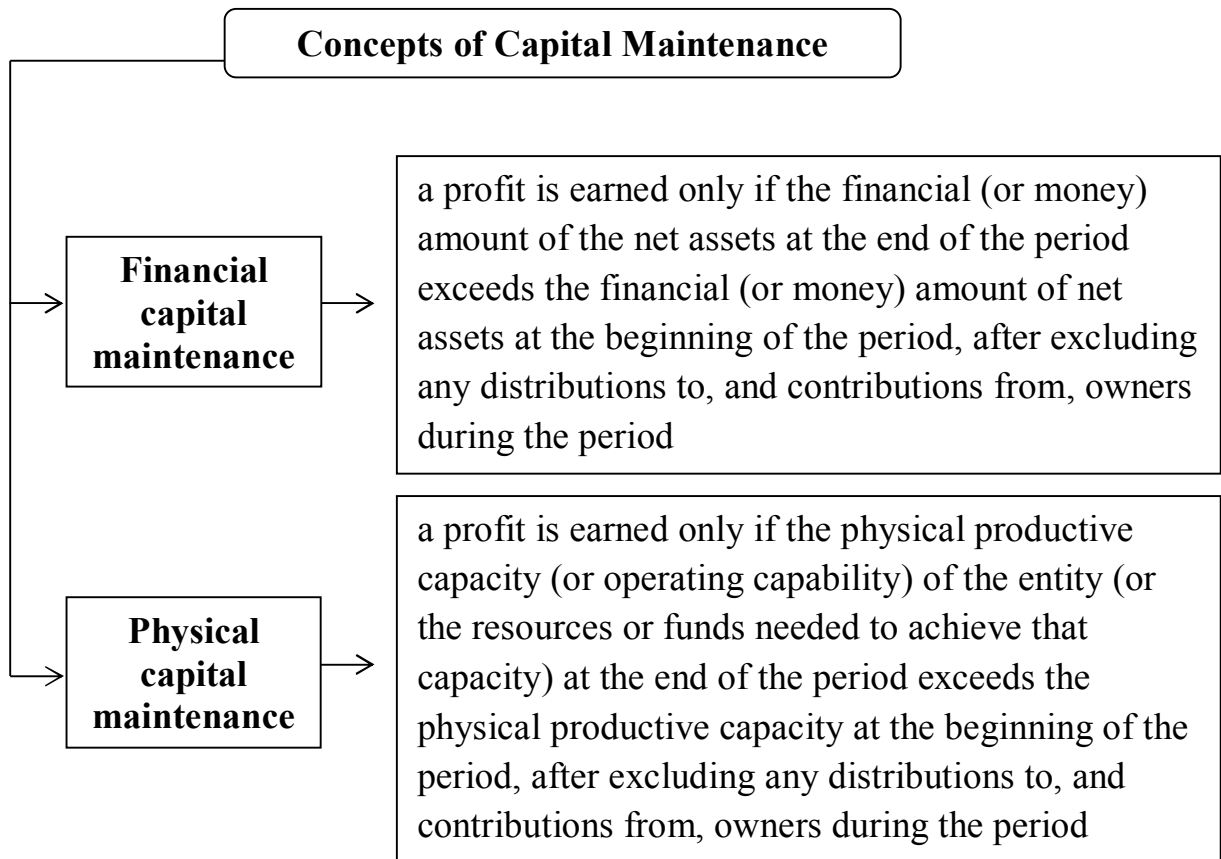 Concepts of Capital Maintenance
Financial
capital
maintenance
a profit is earned only if the financial (or money)
amount of the net assets at the end of the period
exceeds the financial (or money) amount of net
assets at the beginning of the period, after excluding
any distributions to, and contributions from, owners
during the period
Physical
capital
maintenance
a profit is earned only if the physical productive
capacity (or operating capability) of the entity (or
the resources or funds needed to achieve that
capacity) at the end of the period exceeds the
physical productive capacity at the beginning of the
period, after excluding any distributions to, and
contributions from, owners during the period